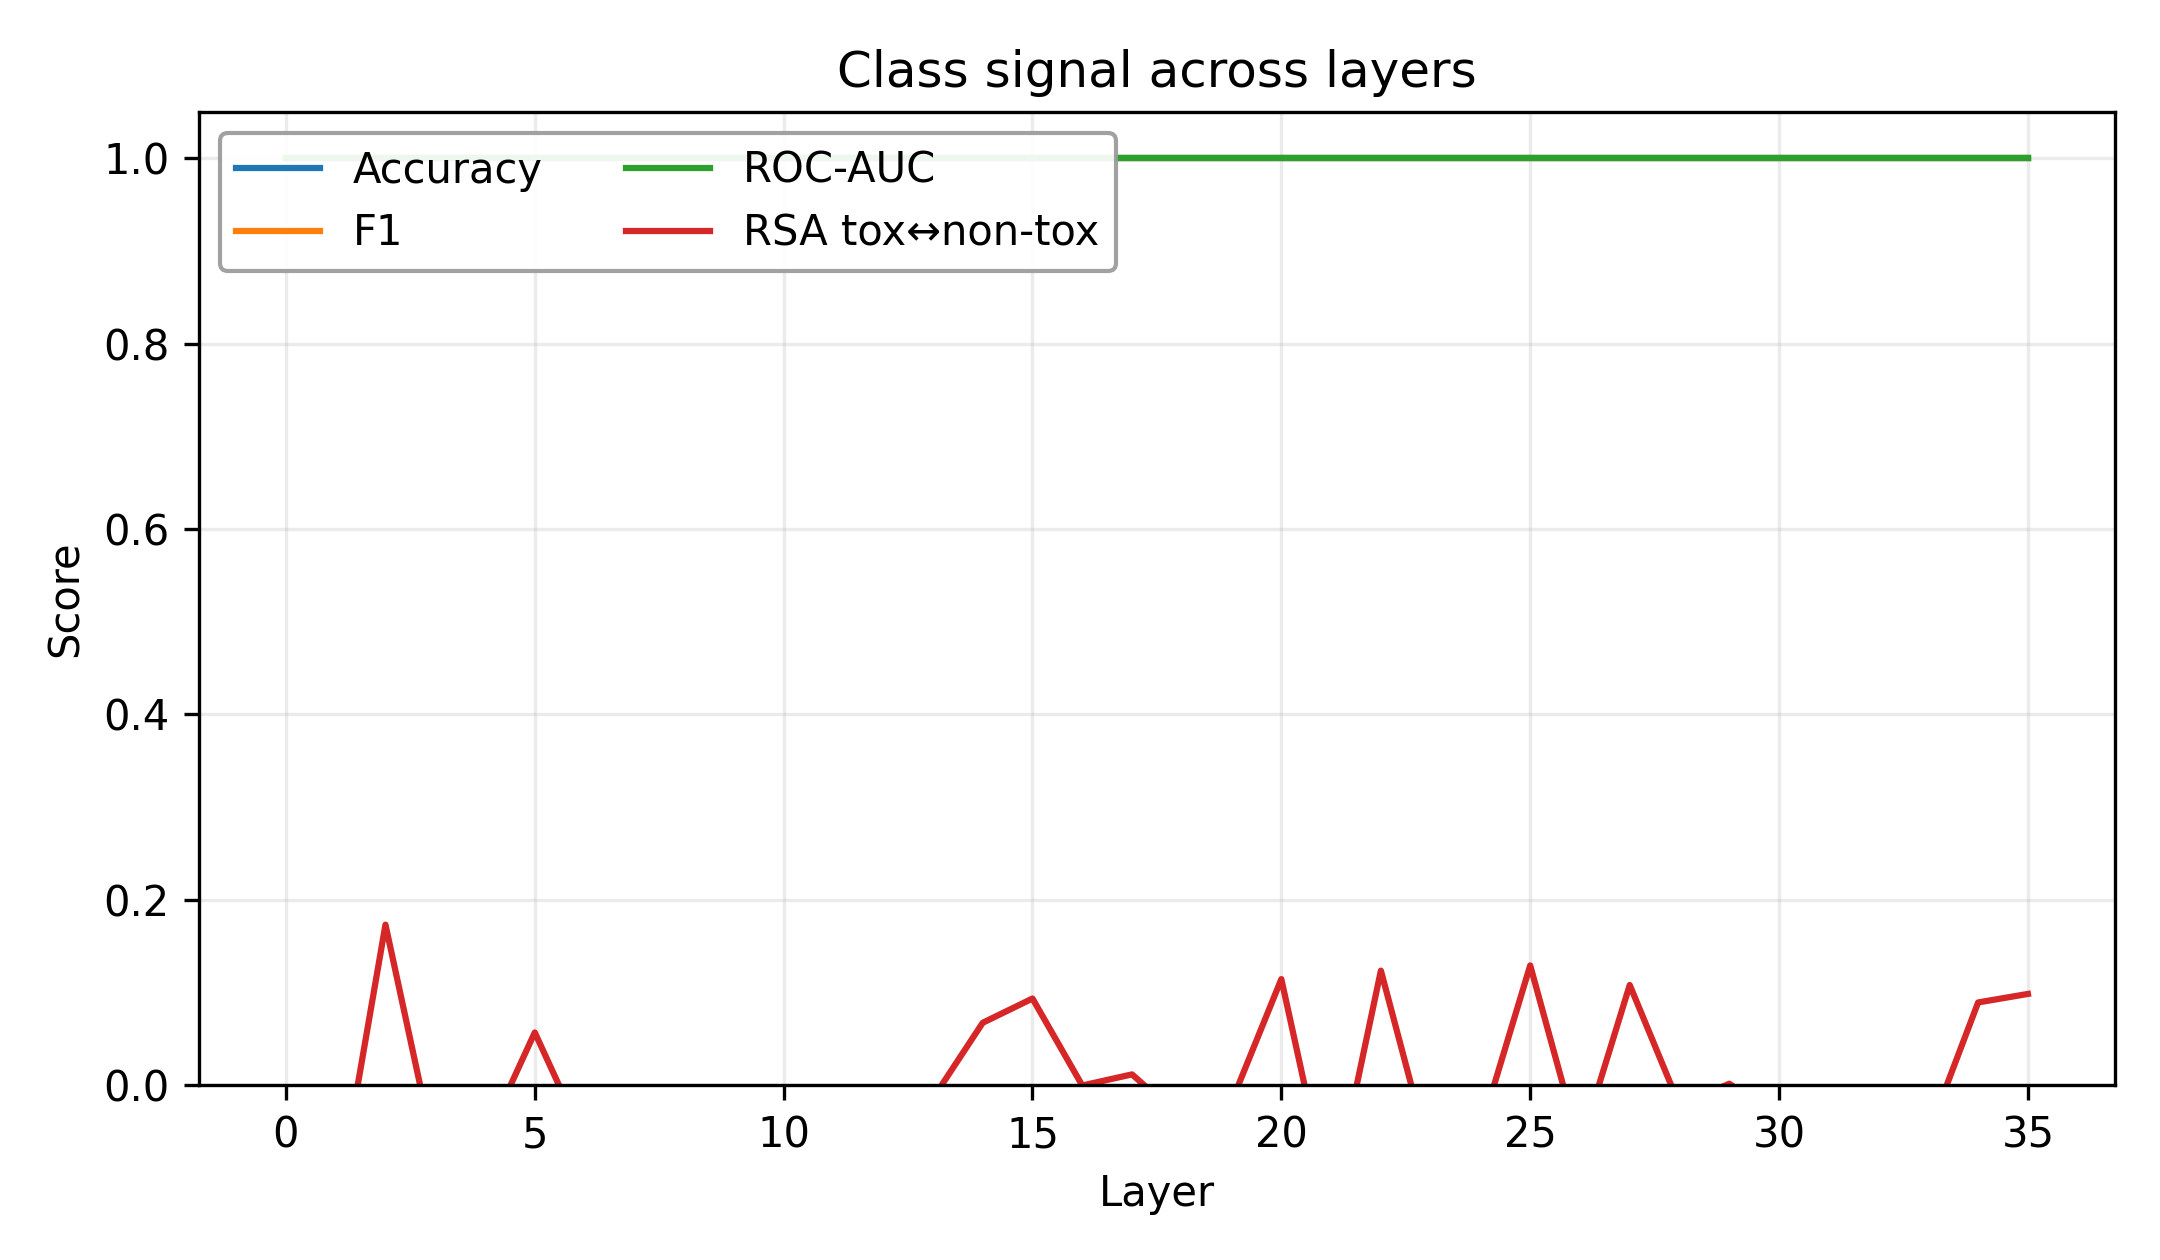 Class signal across layers
Accuracy
F1
ROC-AUC
RSA tox↔non-tox
1.0
0.8
0.6
0.4
0.2
0.0
Score
0 5 10 15 20 25 30 35
Layer